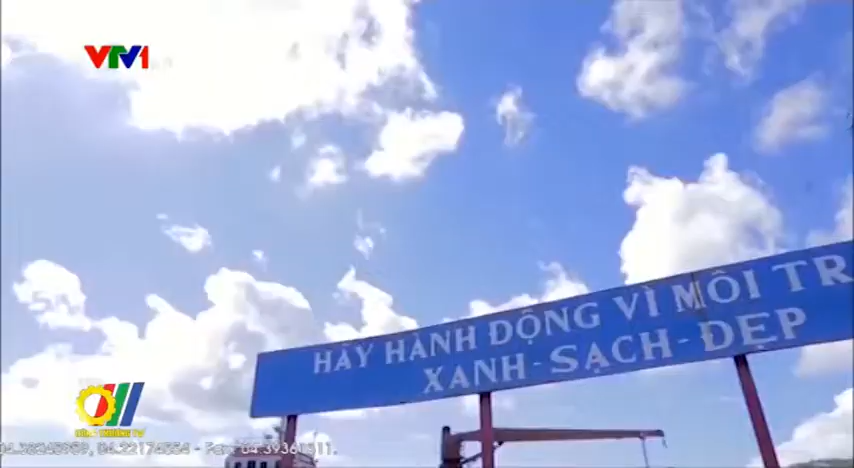 VTV1
HÃY HÀNH ĐỘNG VÌ MÔI TR
XANH - SẠCH - ĐẸP